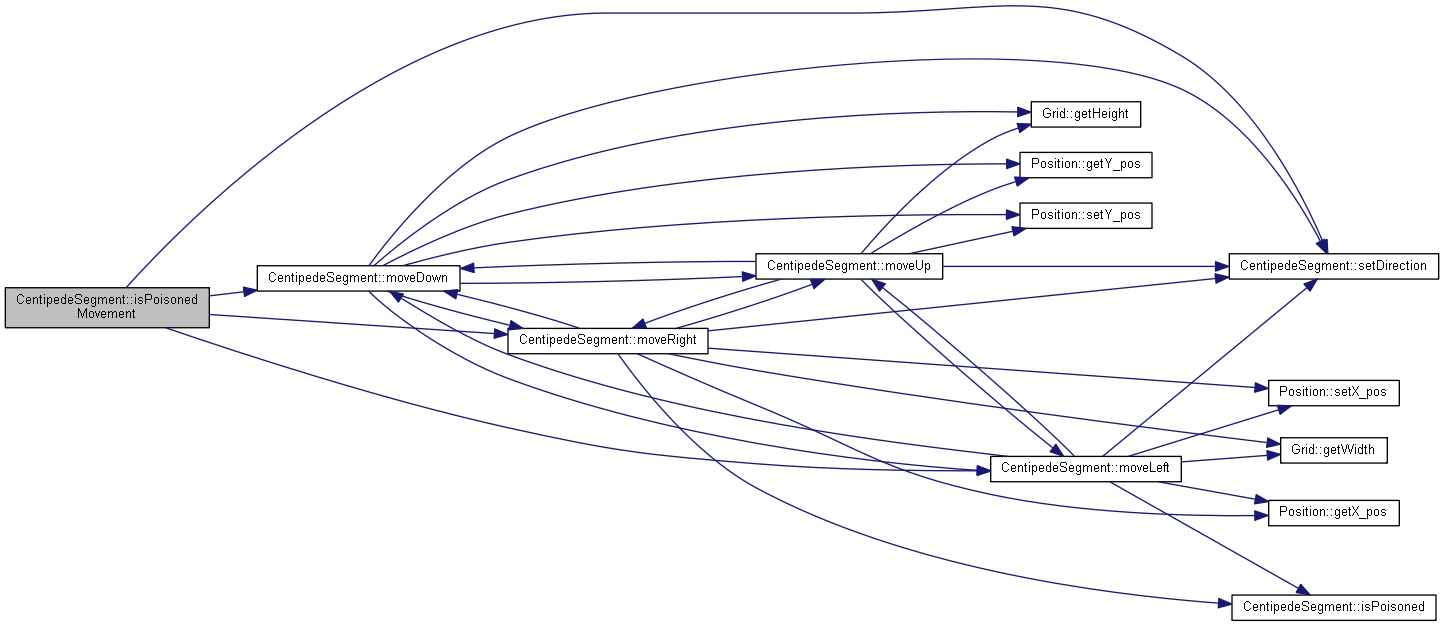 CentipedeSegment::isPoisoned
Movement
CentipedeSegment::moveDown
CentipedeSegment::moveRight
CentipedeSegment::moveUp
CentipedeSegment::moveLeft
Grid::getHeight
Position::getY_pos
Position::setY_pos
CentipedeSegment::setDirection
Position::setX_pos
Grid::getWidth
Position::getX_pos
CentipedeSegment::isPoisoned